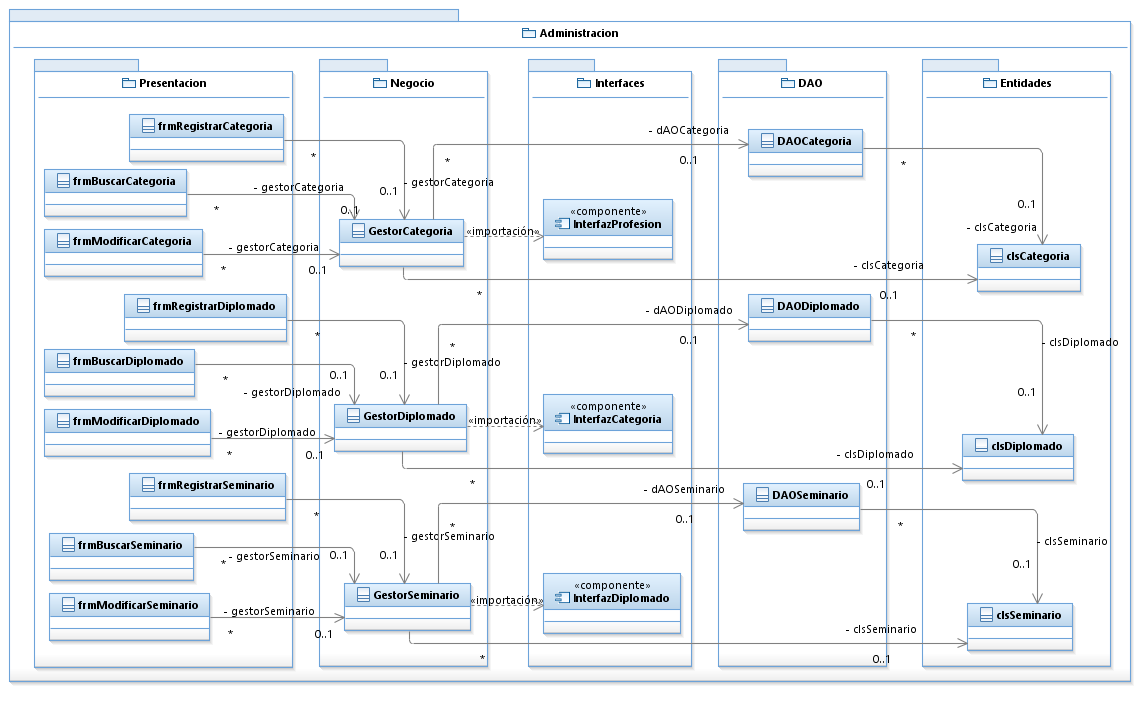 Administracion
Presentacion
Negocio
Interfaces
DAO
Entidades
frmRegistrarCategoria
*
- gestorCategoria
0..1
frmBuscarCategoria
*
- gestorCategoria
0..1
frmModificarCategoria
*
- gestorCategoria
0..1
GestorCategoria
*
- dAOCategoria
0..1
DAOCategoria
*
0..1
- clsCategoria
clsCategoria
«importación»
«componente»
InterfazProfesion
*
- clsCategoria
0..1
frmRegistrarDiplomado
*
- gestorDiplomado
0..1
frmBuscarDiplomado
*
- gestorDiplomado
0..1
frmModificarDiplomado
*
- gestorDiplomado
0..1
GestorDiplomado
*
- dAODiplomado
0..1
DAODiplomado
*
- clsDiplomado
0..1
clsDiplomado
«importación»
«componente»
InterfazCategoria
*
- clsDiplomado
0..1
frmRegistrarSeminario
*
- gestorSeminario
0..1
frmBuscarSeminario
*
- gestorSeminario
0..1
frmModificarSeminario
*
- gestorSeminario
0..1
GestorSeminario
*
- dAOSeminario
0..1
DAOSeminario
*
- clsSeminario
0..1
clsSeminario
«importación»
«componente»
InterfazDiplomado
*
- clsSeminario
0..1